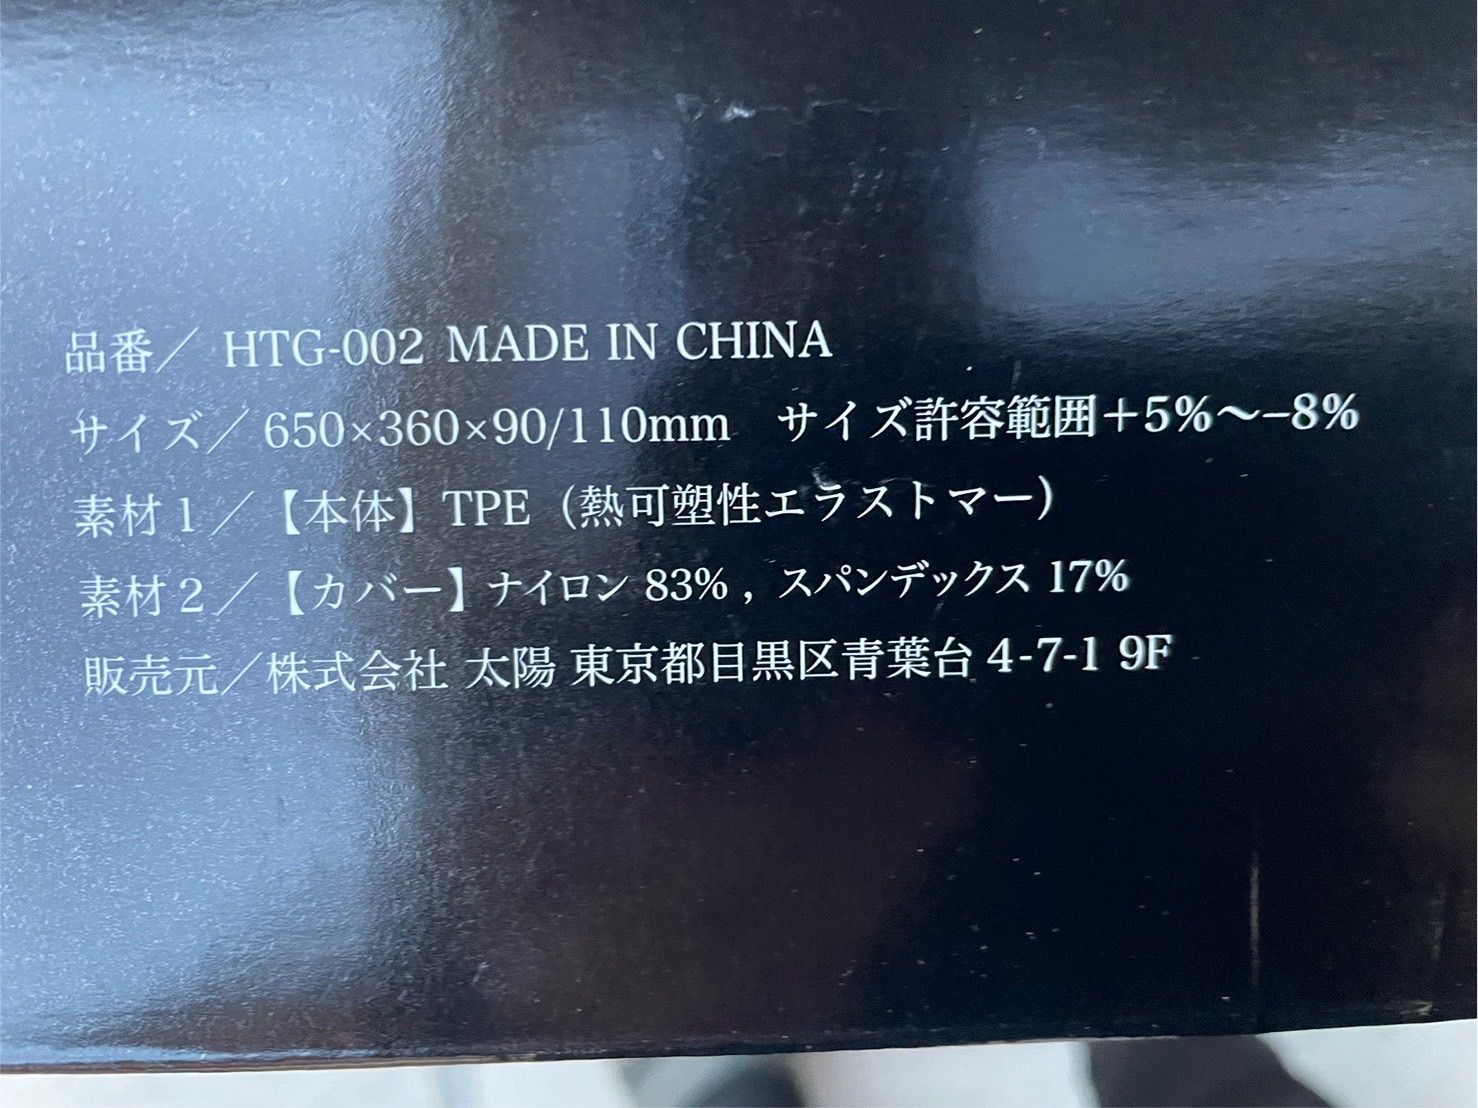 品番／ HTG-002 MADE IN CHINA
サイズ／ 650×360×90/110mm　サイズ許容範囲＋5%〜−8%
素材１／【本体】TPE（熱可塑性エラストマー）
素材２／【カバー】ナイロン 83% , スパンデックス 17%
販売元／株式会社 太陽 東京都目黒区青葉台 4-7-1 9F